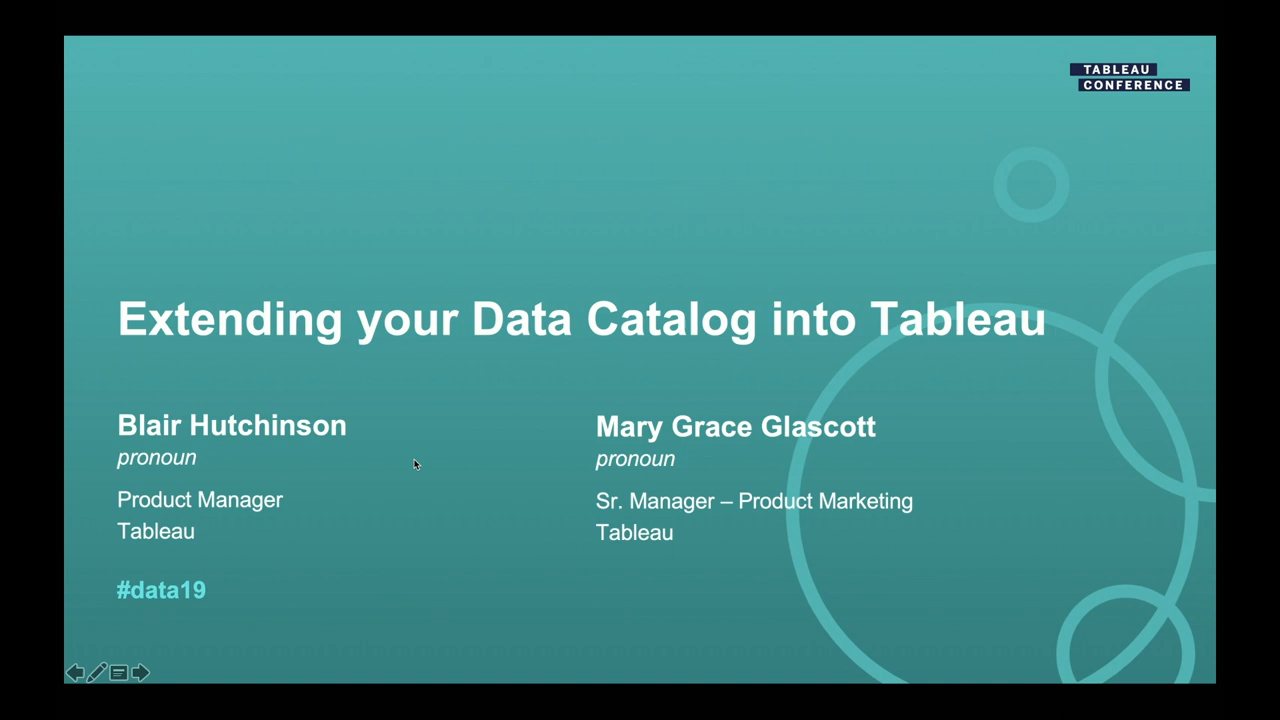 TABLEAU
CONFERENCE
Extending your Data Catalog into Tableau
Blair Hutchinson
pronoun
Product Manager
Tableau
Mary Grace Glascott
pronoun
Sr. Manager – Product Marketing
Tableau
#data19